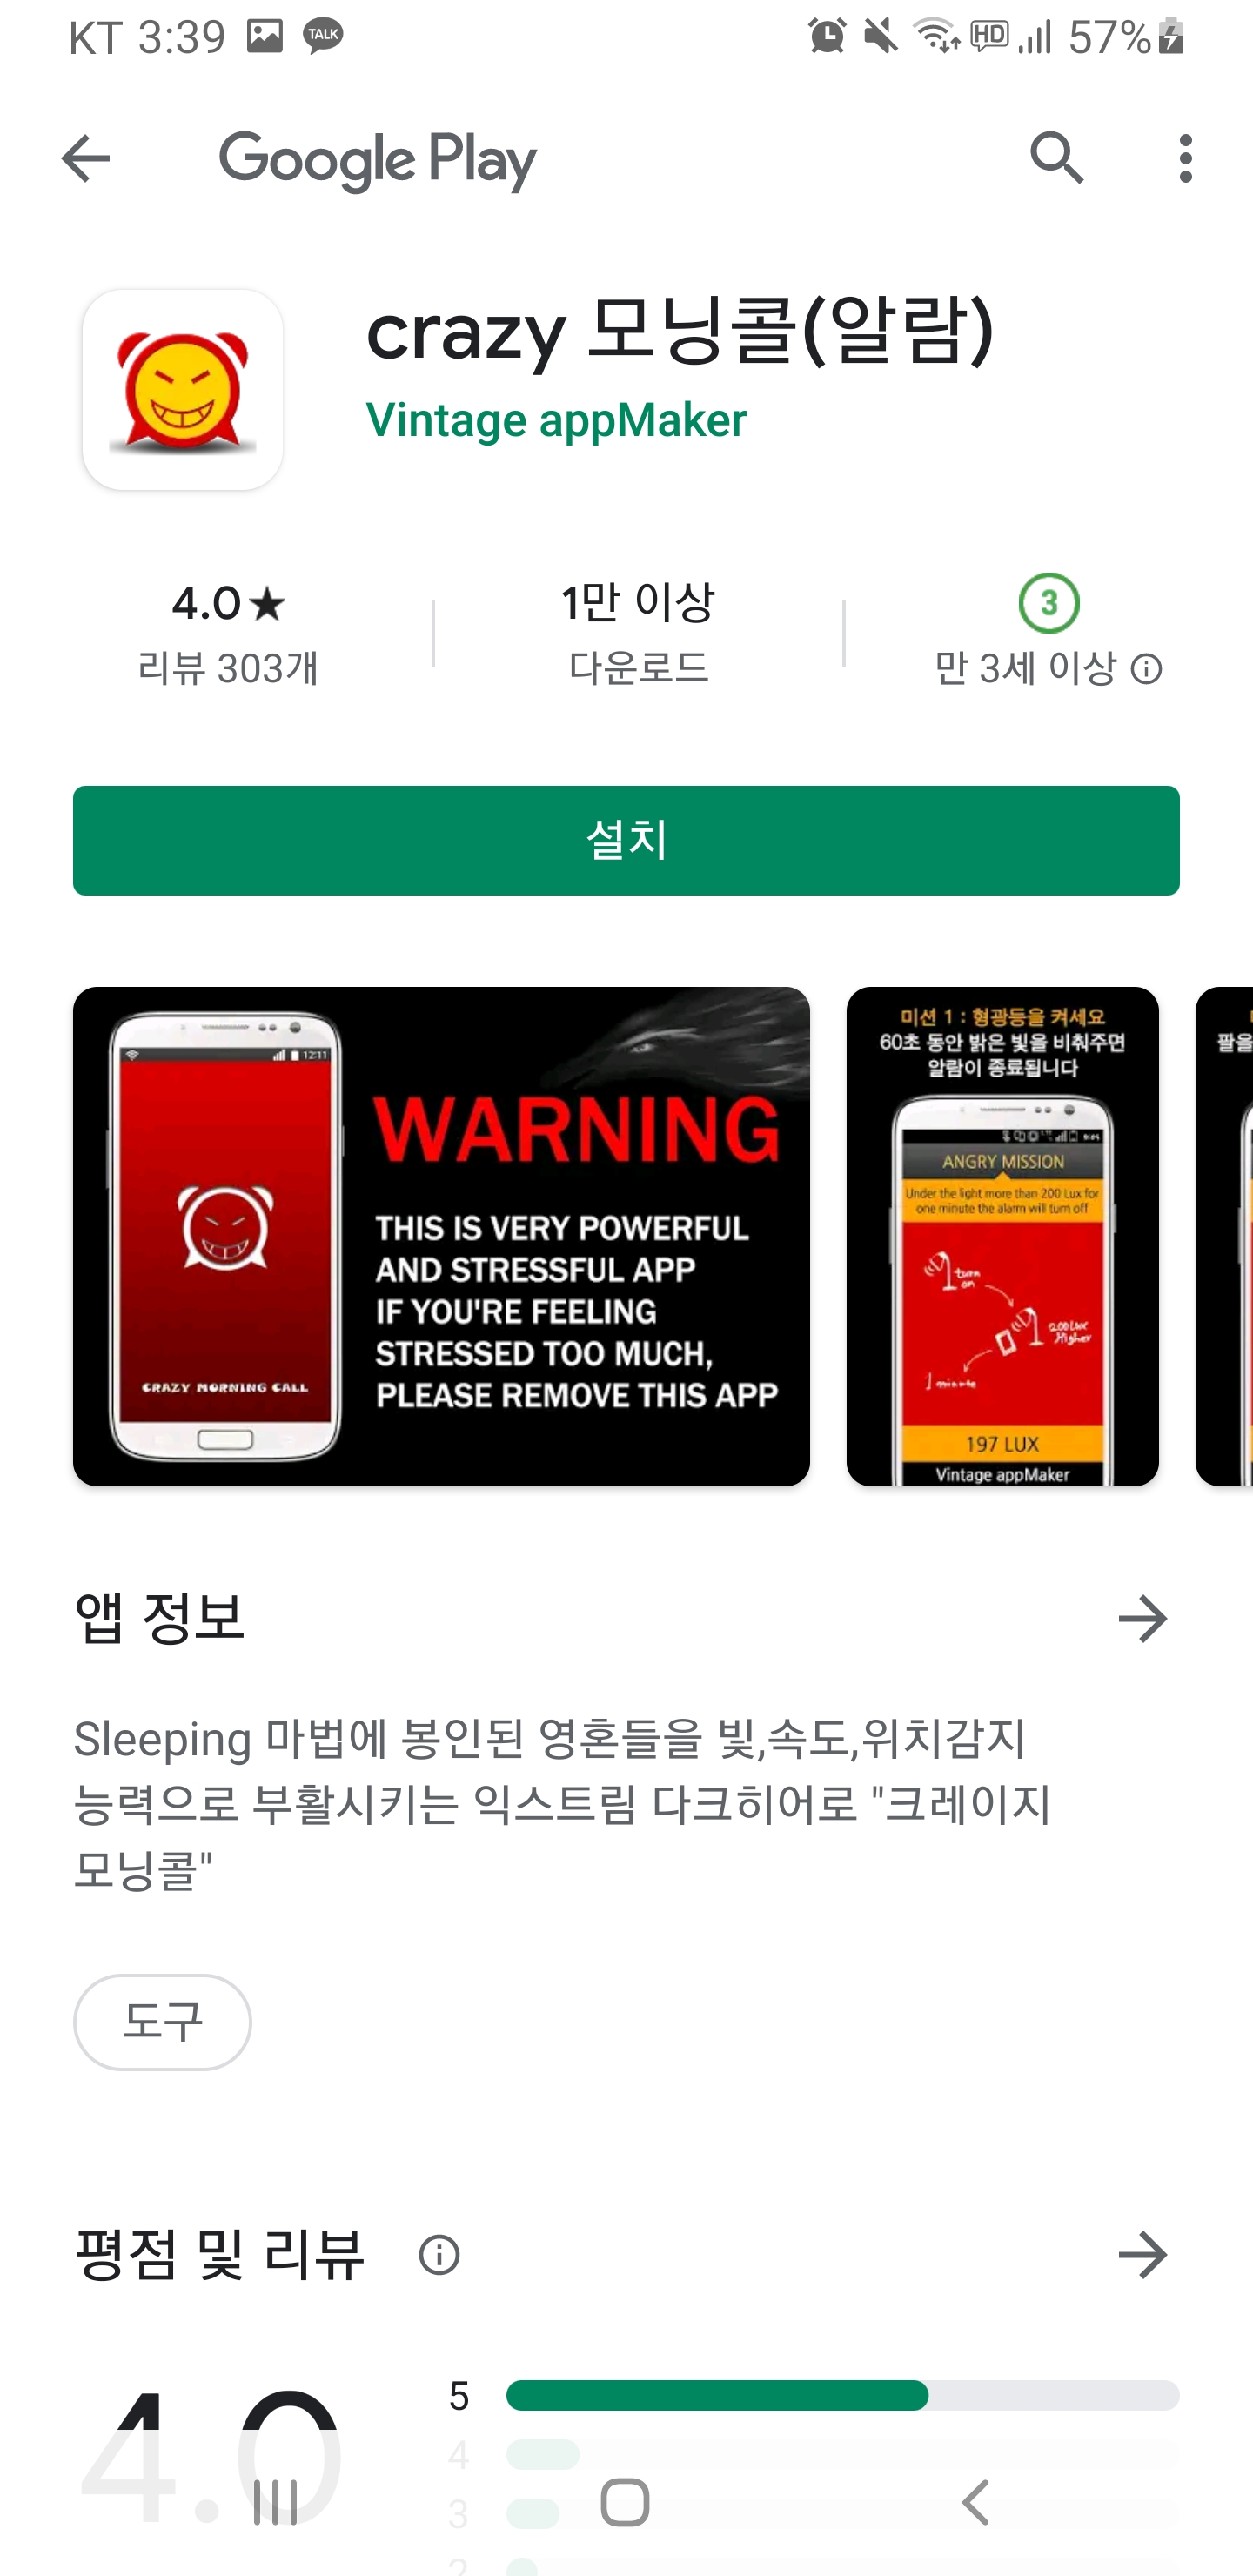 KT 3:39 TALK HD 57%
Google Play
crazy 모닝콜(알람)
Vintage appMaker
4.0★
리뷰 303개
1만 이상
다운로드
3
만 3세 이상
설치
12:11
CRAZY MORNING CALL
WARNING
THIS IS VERY POWERFUL
AND STRESSFUL APP
IF YOU'RE FEELING
STRESSED TOO MUCH,
PLEASE REMOVE THIS APP
미션 1 : 형광등을 켜세요
60초 동안 밝은 빛을 비춰주면
알람이 종료됩니다
ANGRY MISSION
Under the light more than 200 Lux for
one minute the alarm will turn off
turn
on
200 Lux
Higher
1 minute
197 LUX
Vintage appMaker
팔을
앱 정보
Sleeping 마법에 봉인된 영혼들을 빛,속도,위치감지
능력으로 부활시키는 익스트림 다크히어로 "크레이지
모닝콜"
도구
평점 및 리뷰
4.0
5
4
3
2